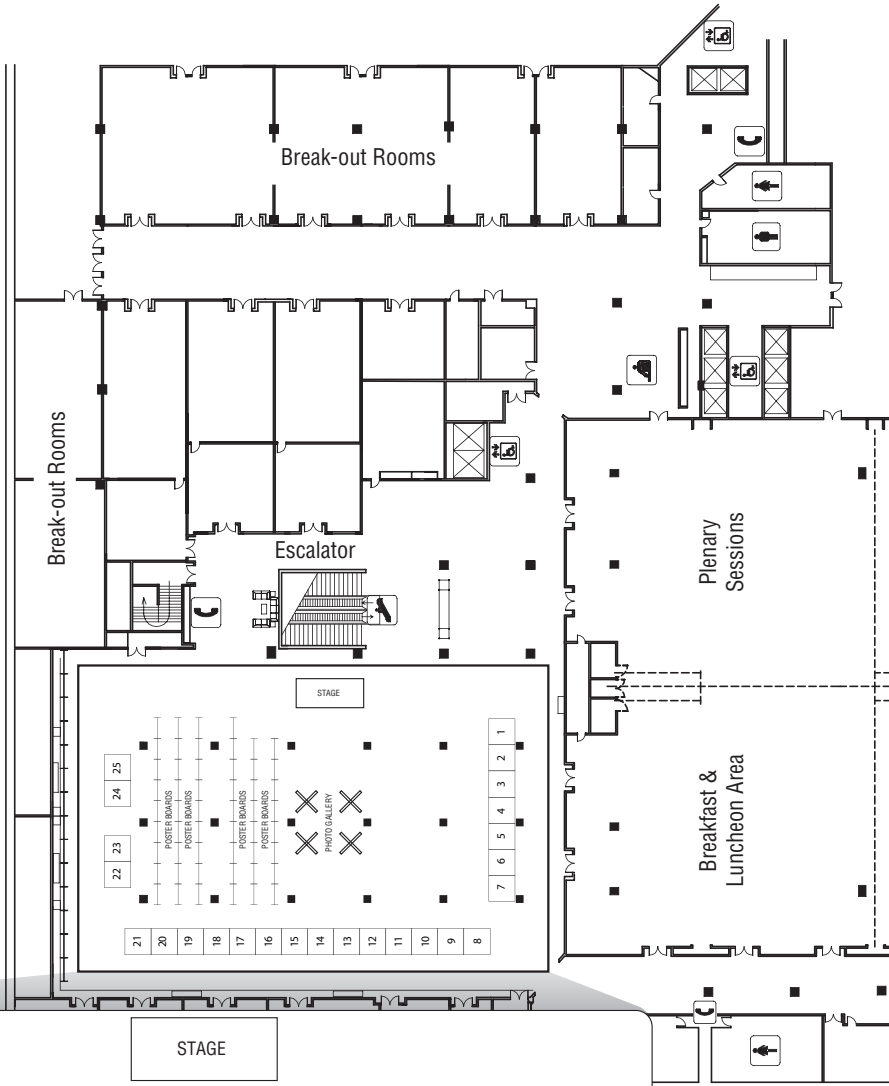 Break-out Rooms
Break-out Rooms
Escalator
Plenary
Sessions
STAGE
1
2
3
4
5
6
7
25
24
23
22
POSTER BOARDS
POSTER BOARDS
POSTER BOARDS
POSTER BOARDS
PHOTO GALLERY
Breakfast &
Luncheon Area
21
20
19
18
17
16
15
14
13
12
11
10
9
8
STAGE